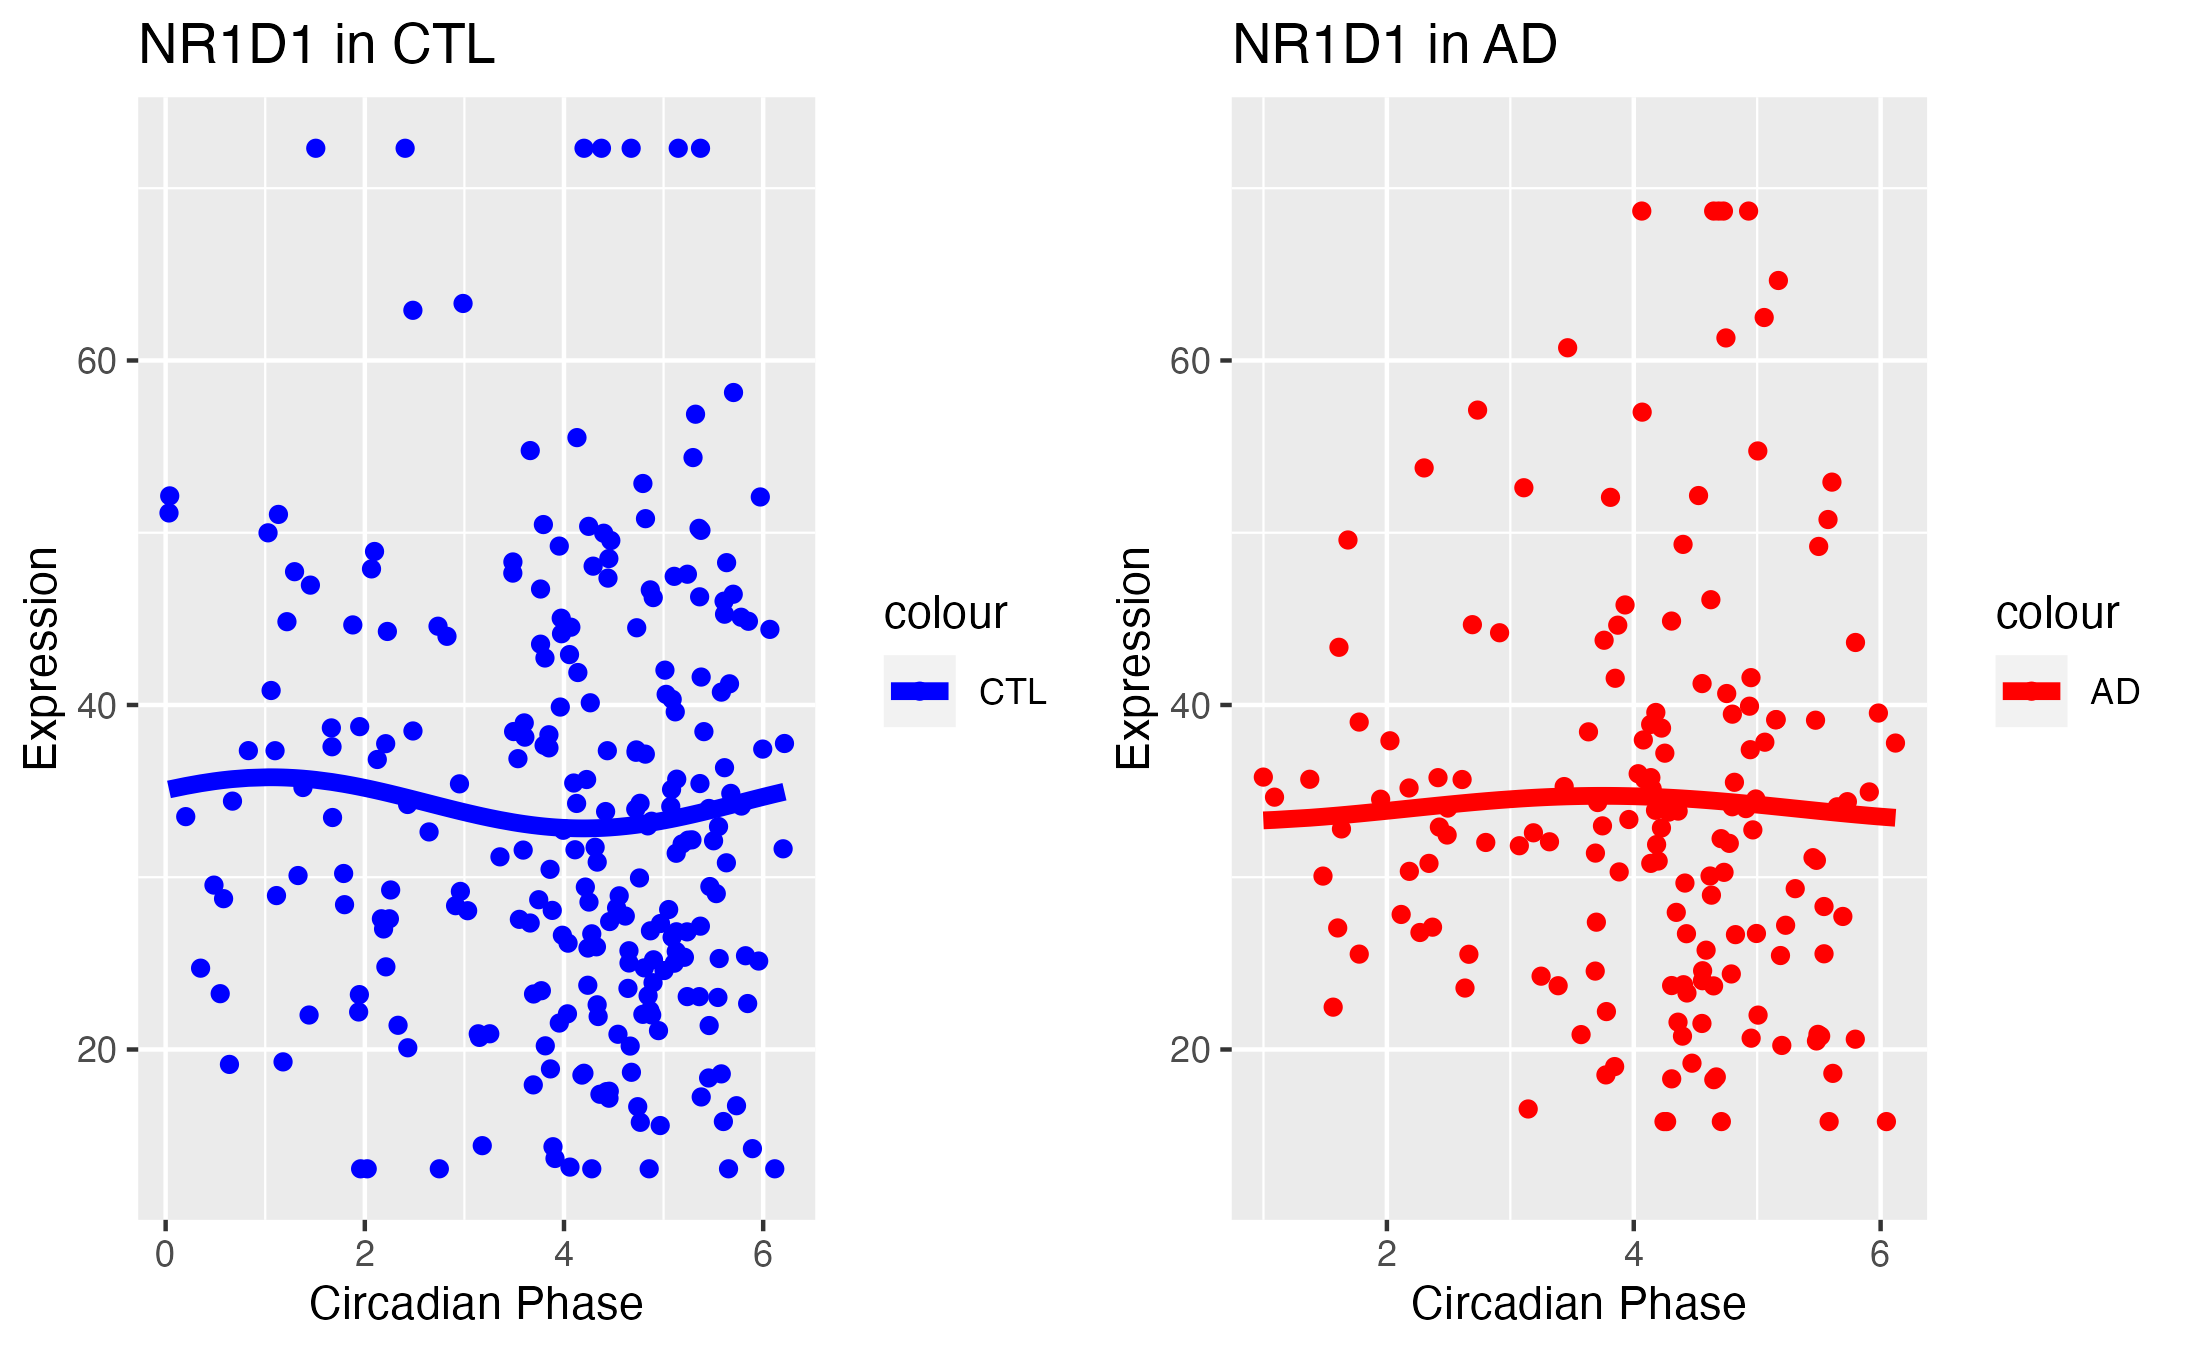 NR1D1 in CTL
60
40
20
Expression
0 2 4 6
Circadian Phase
colour
CTL
NR1D1 in AD
60
40
20
Expression
2 4 6
Circadian Phase
colour
AD